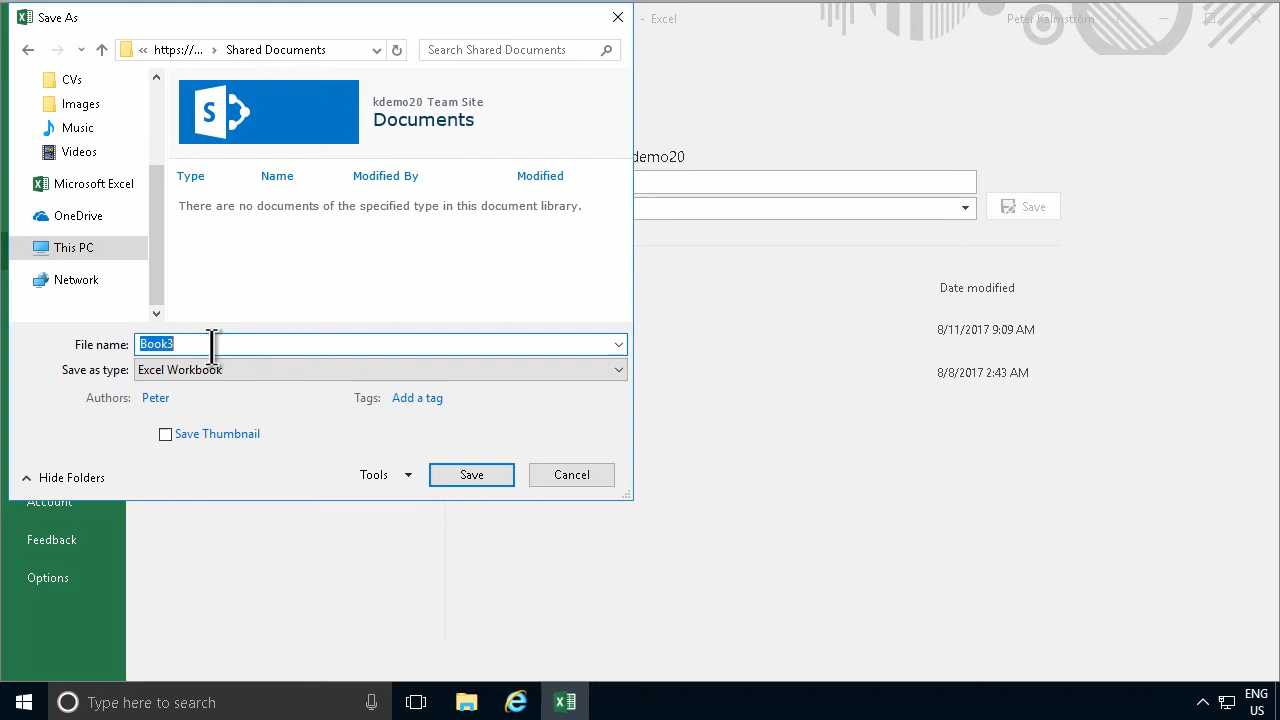 Save As
- Excel
Peter Kalmström
« https://... > Shared Documents
Search Shared Documents
CVs
Images
Music
Videos
Microsoft Excel
OneDrive
This PC
Network
S
kdemo20 Team Site
Documents
Type Name Modified By Modified
There are no documents of the specified type in this document library.
demo20
Save
Date modified
8/11/2017 9:09 AM
8/8/2017 2:43 AM
File name: Book3
Save as type: Excel Workbook
Authors: Peter
Tags: Add a tag
Save Thumbnail
Hide Folders
Tools
Save
Cancel
Account
Feedback
Options
Type here to search
ENG
US